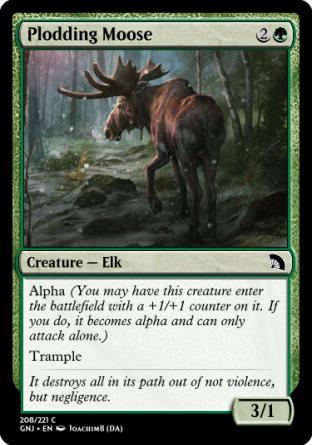 Plodding Moose 2
Creature — Elk
Alpha (You may have this creature enter
the battlefield with a +1/+1 counter on it. If
you do, it becomes alpha and can only
attack alone.)
Trample
It destroys all in its path out of not violence,
but negligence.
3/1
208/221 C
GNJ • EN JoachimB (DA)